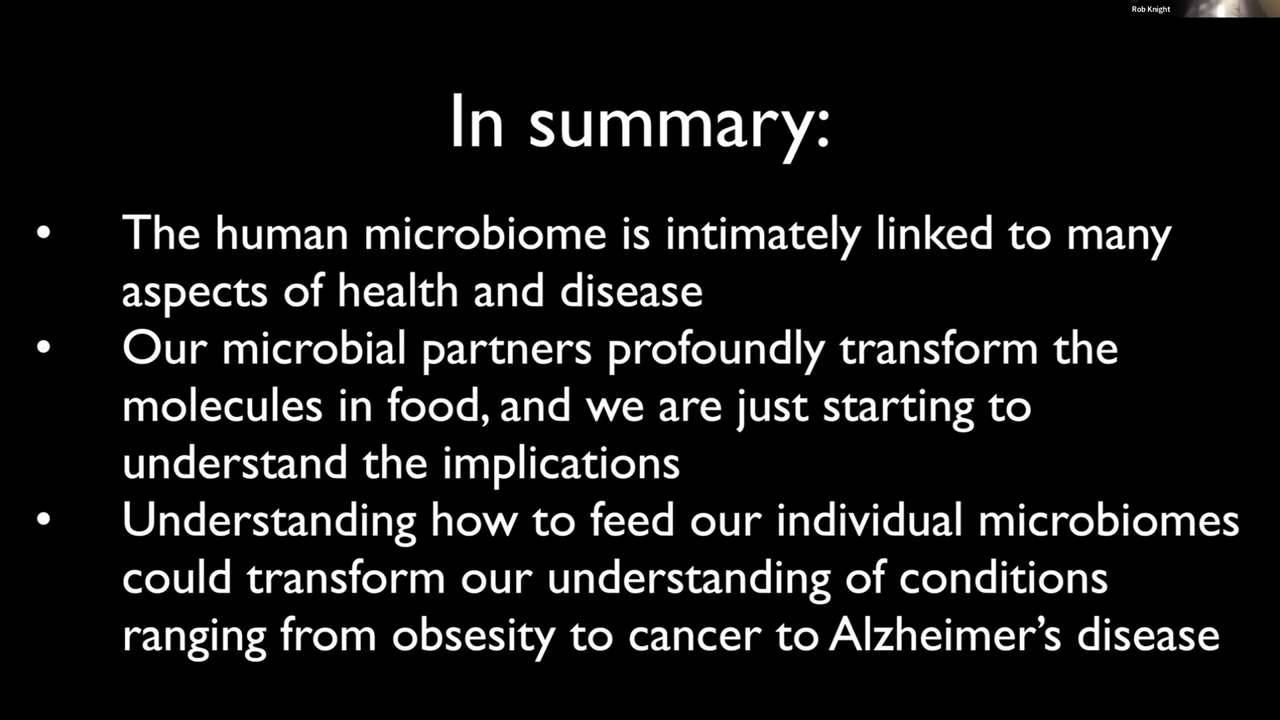 Rob Knight
In summary:
• The human microbiome is intimately linked to many
aspects of health and disease
• Our microbial partners profoundly transform the
molecules in food, and we are just starting to
understand the implications
• Understanding how to feed our individual microbiomes
could transform our understanding of conditions
ranging from obsesity to cancer to Alzheimer’s disease